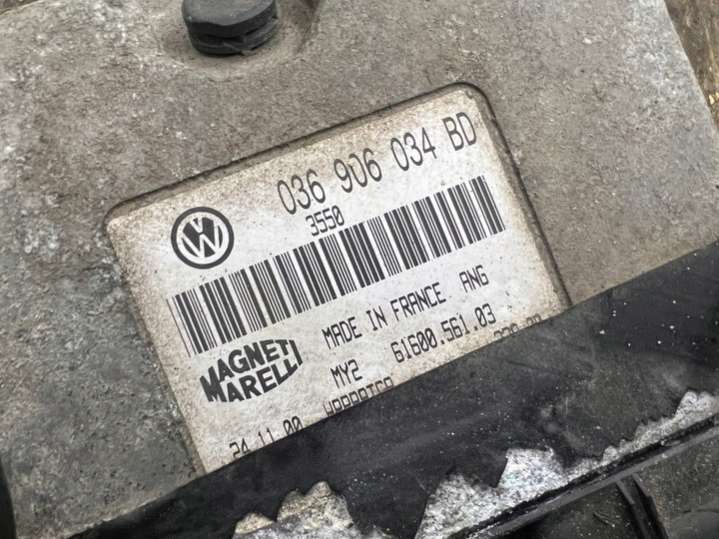 036 906 034 BD
3550
MADE IN FRANCE ANG
MAGNETI
MARELLI
MY2
61600.561.03
24.11.00